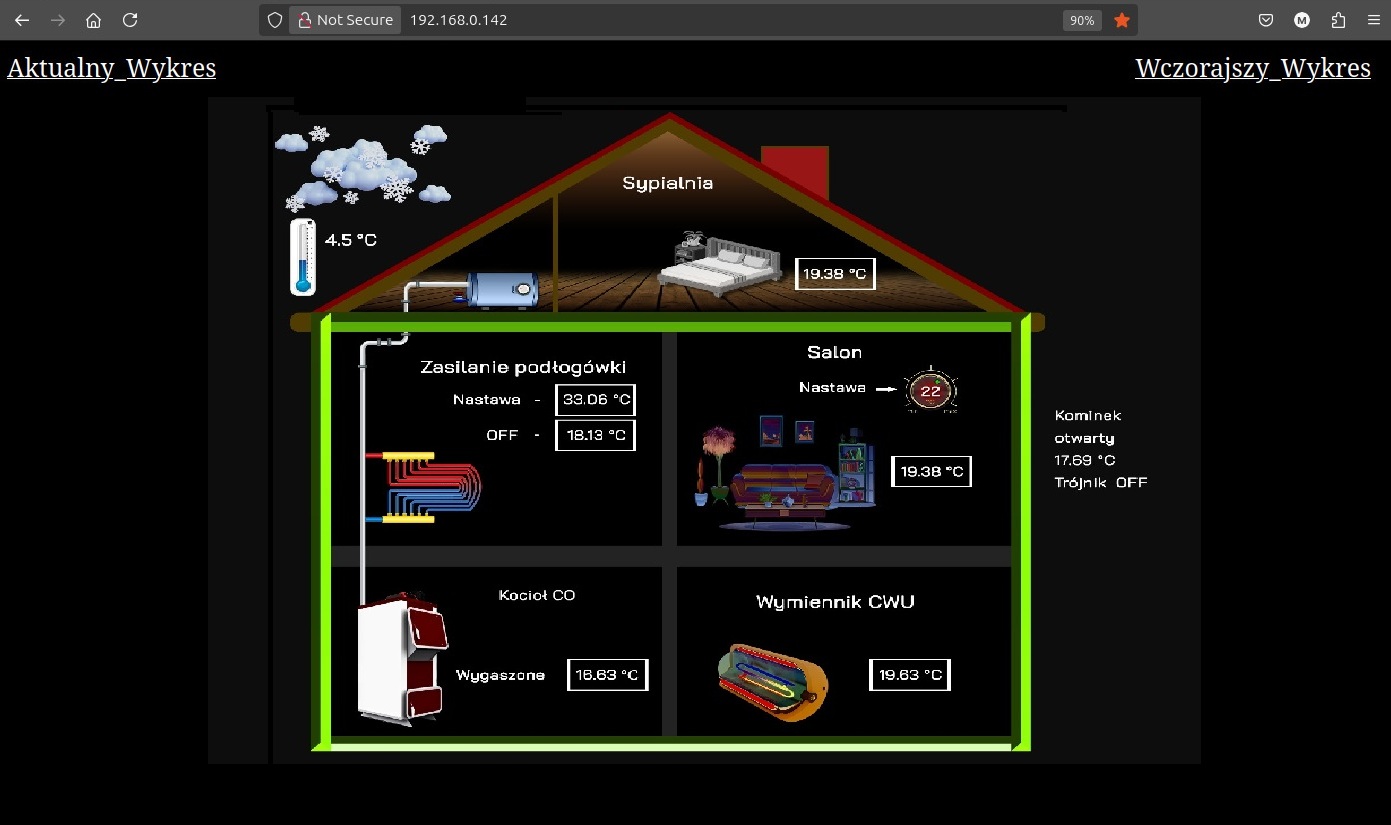 Not Secure 192.168.0.142 90% M
Aktualny_Wykres
Wczorajszy_Wykres
Sypialnia
4.5 °C
19.38 °C
Zasilanie podłogówki
Nastawa - 33.06 °C
OFF - 18.13 °C
Salon
Nastawa 22
19.38 °C
Kominek
otwarty
17.69 °C
Trójnik OFF
Kocioł CO
Wygaszone 16.63 °C
Wymiennik CWU
19.63 °C